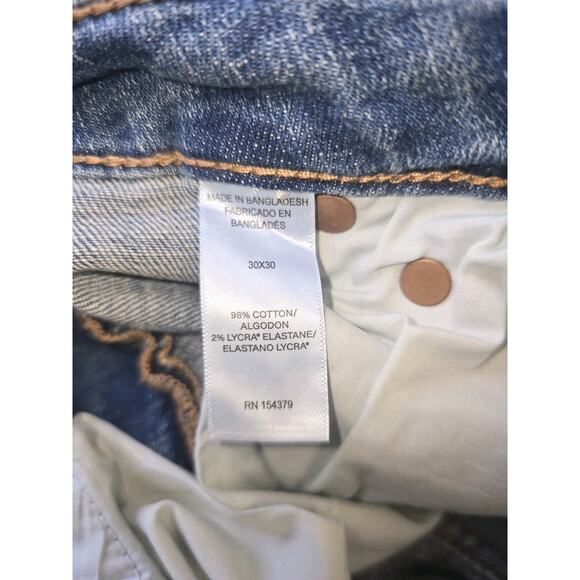 MADE IN BANGLADESH
FABRICADO EN
BANGLADÉS
30X30
98% COTTON/
ALGODON
2% LYCRA® ELASTANE/
ELASTANO LYCRA®
RN 154379